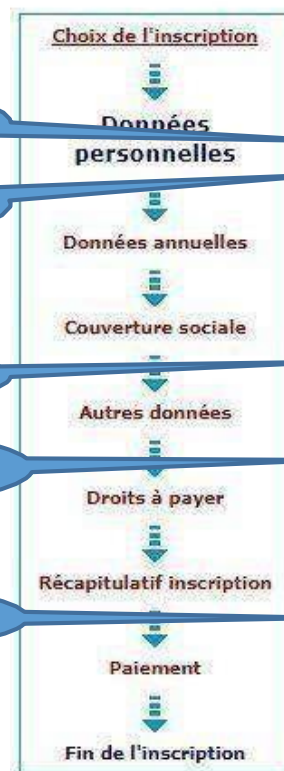 Choix de l'inscription
Données
personnelles
Données annuelles
Couverture sociale
Autres données
Droits à payer
Récapitulatif inscription
Paiement
Fin de l'inscription